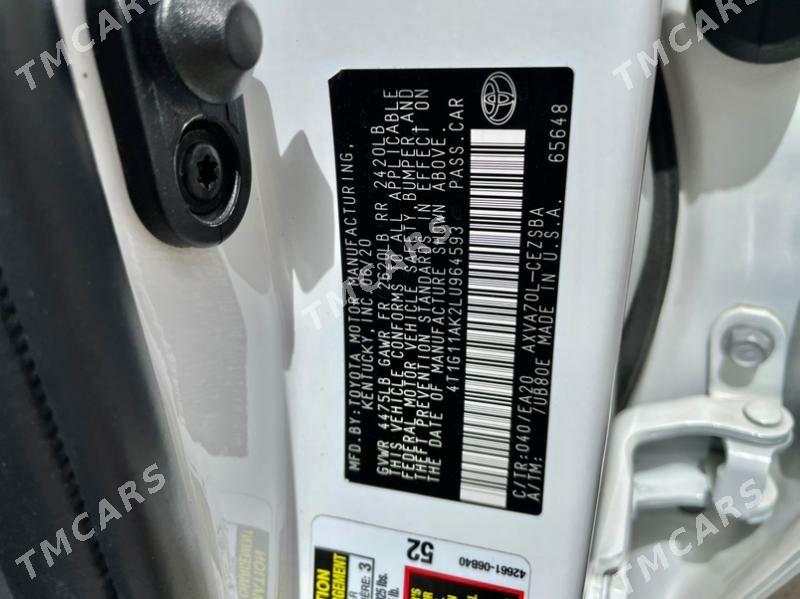 MFD.BY:TOYOTA MOTOR MANUFACTURING,
KENTUCKY, INC. 06/20
GVWR 4475LB GAWR FR 2620LB RR 2420LB
THIS VEHICLE CONFORMS TO ALL APPLICABLE
FEDERAL MOTOR VEHICLE SAFETY, BUMPER, AND
THEFT PREVENTION STANDARDS IN EFFECT ON
THE DATE OF MANUFACTURE SHOWN ABOVE.
4T1G11AK2LU964593 PASS.CAR
C/TR:040/EA20 AXVA70L-CEZSBA
A/TM: /UB80E MADE IN U.S.A. 65648
52
42661-06B40
TMCARS
TMCARS
TMCARS
TMCARS
TMCARS
TMCARS
TMCARS